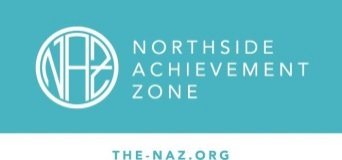 NAZ
NORTHSIDE
ACHIEVEMENT
ZONE
THE-NAZ.ORG